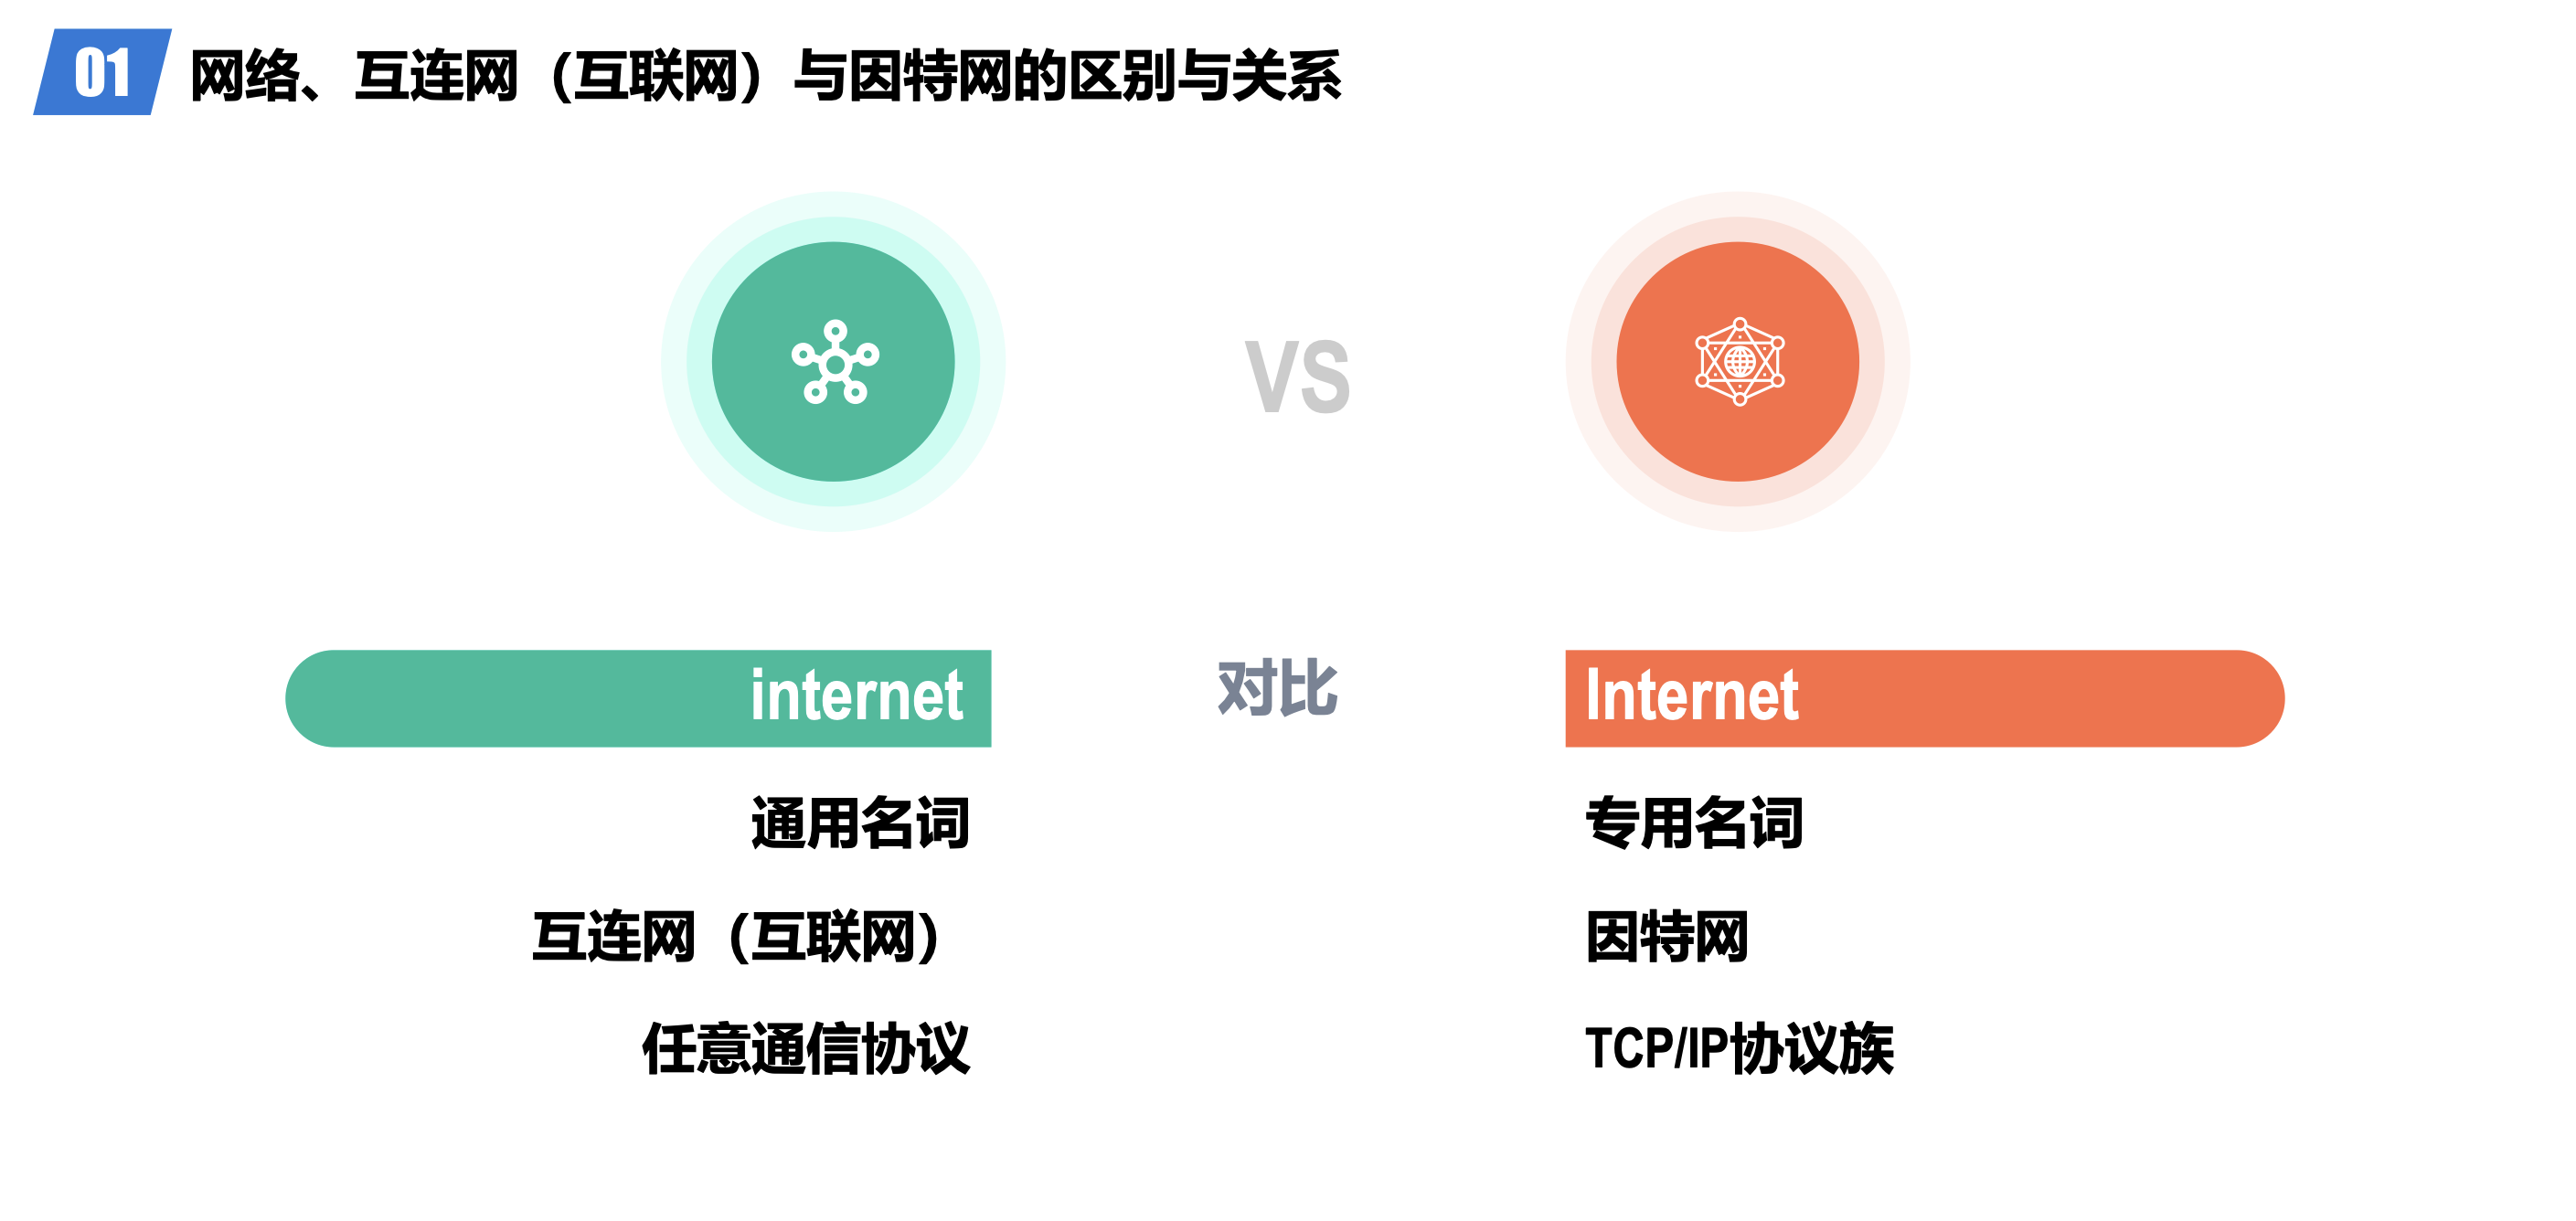 01 网络、互连网（互联网）与因特网的区别与关系
VS
internet 对比 Internet
通用名词 专用名词
互连网（互联网） 因特网
任意通信协议 TCP/IP协议族